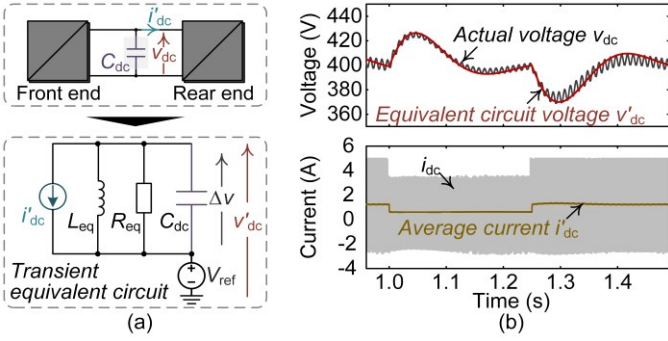 i'dc
Cdc
vdc
Front end
Rear end
i'dc
Leq
Req
Cdc
Δv
v'dc
Vref
Transient
equivalent circuit
(a)
Voltage (V)
440
420
400
380
360
Actual voltage vdc
Equivalent circuit voltage v'dc
Current (A)
6
4
2
0
-2
-4
idc
Average current i'dc
1.0
1.1
1.2
1.3
1.4
Time (s)
(b)